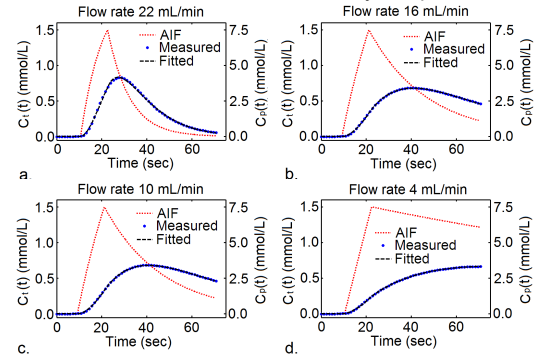 Flow rate 22 mL/min
Flow rate 16 mL/min
a.
1.5
1.0
0.5
0.0
Ct(t) (mmol/L)
AIF
Measured
Fitted
7.5
5.0
2.5
0.0
Cp(t) (mmol/L)
0 20 40 60 80
Time (sec)
b.
1.5
1.0
0.5
0.0
Ct(t) (mmol/L)
AIF
Measured
Fitted
7.5
5.0
2.5
0.0
Cp(t) (mmol/L)
0 20 40 60 80
Time (sec)
Flow rate 10 mL/min
Flow rate 4 mL/min
c.
1.5
1.0
0.5
0.0
Ct(t) (mmol/L)
AIF
Measured
Fitted
7.5
5.0
2.5
0.0
Cp(t) (mmol/L)
0 20 40 60 80
Time (sec)
d.
1.5
1.0
0.5
0.0
Ct(t) (mmol/L)
AIF
Measured
Fitted
7.5
5.0
2.5
0.0
Cp(t) (mmol/L)
0 20 40 60 80
Time (sec)